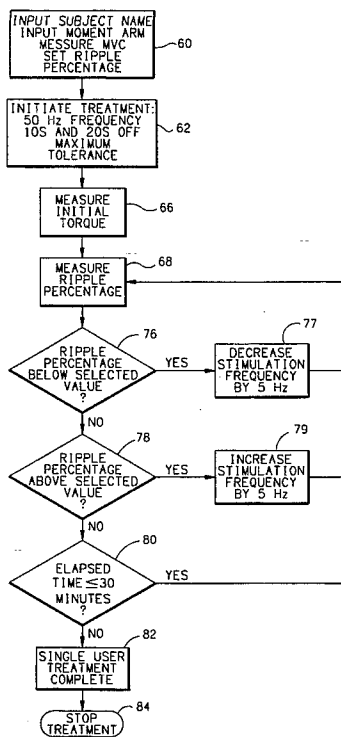 INPUT SUBJECT NAME
INPUT MOMENT ARM
MESSURE MVC
SET RIPPLE
PERCENTAGE
60
INITIATE TREATMENT:
50 Hz FREQUENCY
10S AND 20S OFF
MAXIMUM
TOLERANCE
62
MEASURE
INITIAL
TORQUE
66
MEASURE
RIPPLE
PERCENTAGE
68
RIPPLE
PERCENTAGE
BELOW SELECTED
VALUE
?
76
YES
NO
DECREASE
STIMULATION
FREQUENCY
BY 5 Hz
77
RIPPLE
PERCENTAGE
ABOVE SELECTED
VALUE
?
78
YES
NO
INCREASE
STIMULATION
FREQUENCY
BY 5 Hz
79
ELAPSED
TIME ≤30
MINUTES
?
80
YES
NO
SINGLE USER
TREATMENT
COMPLETE
82
STOP
TREATMENT
84